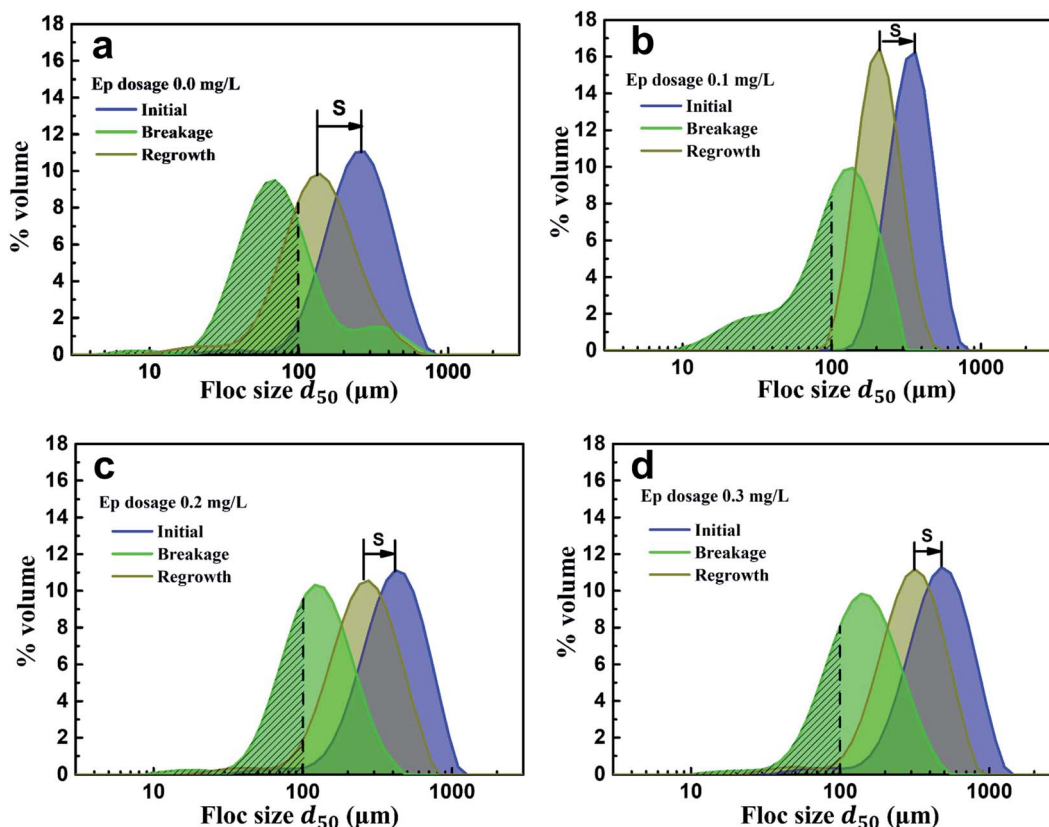 a
Ep dosage 0.0 mg/L
Initial
Breakage
Regrowth
S
% volume
18
16
14
12
10
8
6
4
2
0
10
100
1000
Floc size d50 (μm)
b
Ep dosage 0.1 mg/L
Initial
Breakage
Regrowth
S
% volume
18
16
14
12
10
8
6
4
2
0
10
100
1000
Floc size d50 (μm)
c
Ep dosage 0.2 mg/L
Initial
Breakage
Regrowth
S
% volume
18
16
14
12
10
8
6
4
2
0
10
100
1000
Floc size d50 (μm)
d
Ep dosage 0.3 mg/L
Initial
Breakage
Regrowth
S
% volume
18
16
14
12
10
8
6
4
2
0
10
100
1000
Floc size d50 (μm)